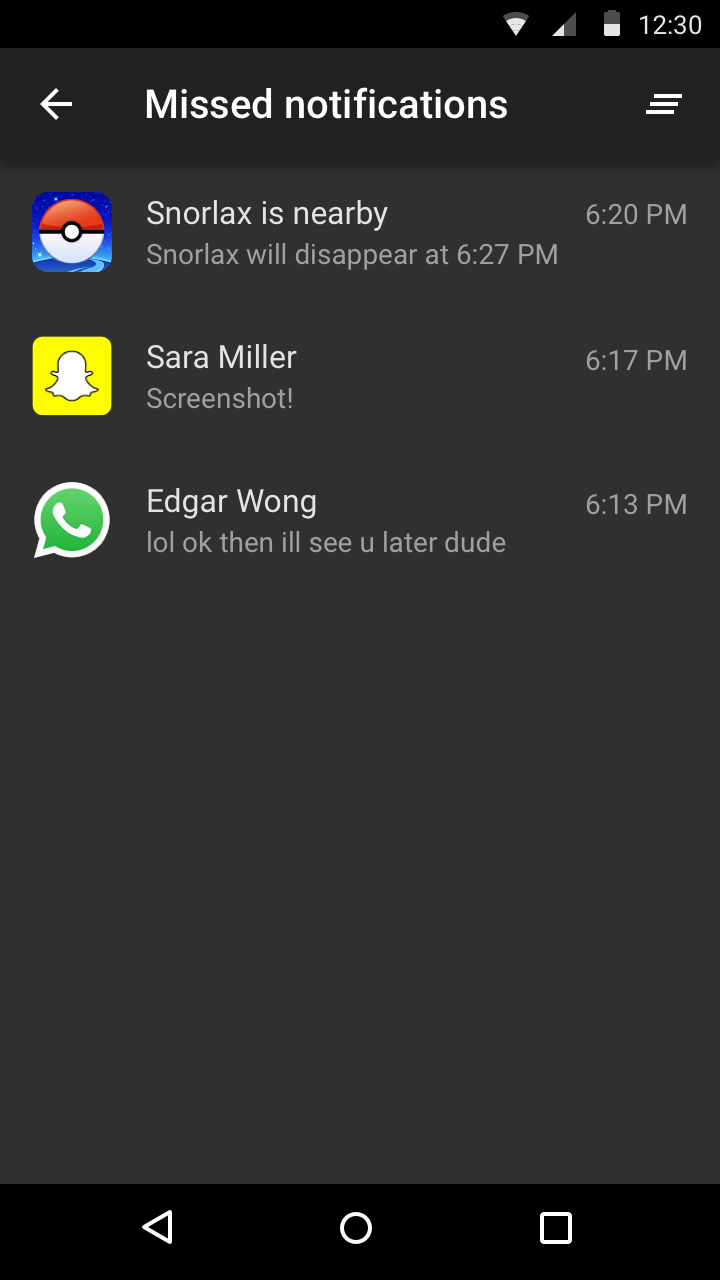 12:30
Missed notifications
Snorlax is nearby
6:20 PM
Snorlax will disappear at 6:27 PM
Sara Miller
6:17 PM
Screenshot!
Edgar Wong
6:13 PM
lol ok then ill see u later dude